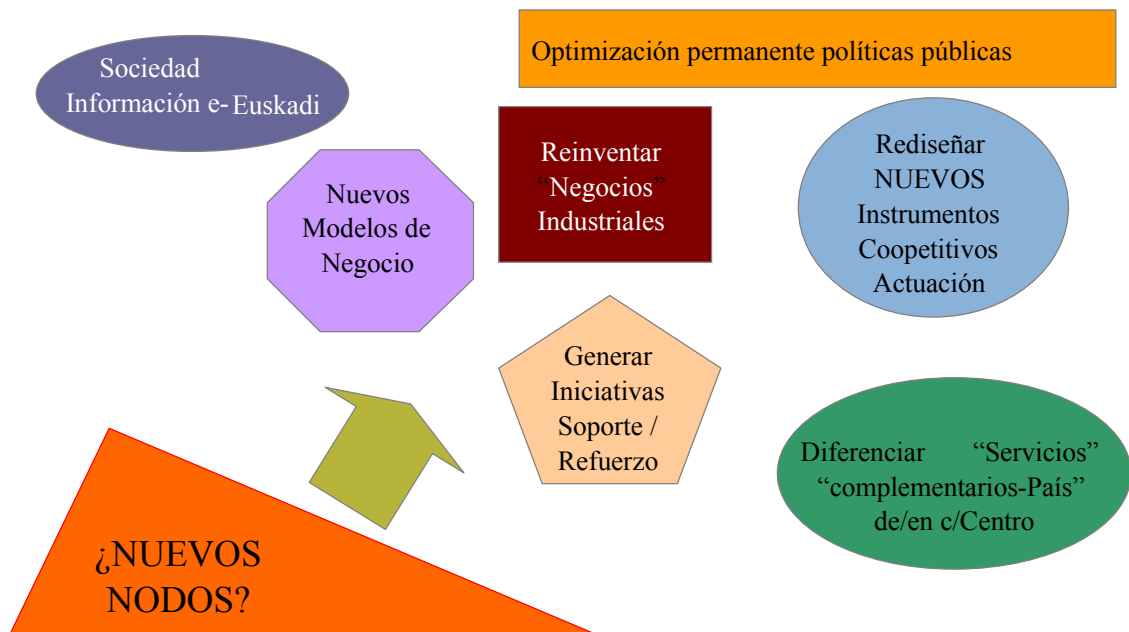 Sociedad
Información e-Euskadi
Optimización permanente políticas públicas
Nuevos
Modelos de
Negocio
Reinventar
“Negocios”
Industriales
Rediseñar
NUEVOS
Instrumentos
Coopetitivos
Actuación
Generar
Iniciativas
Soporte /
Refuerzo
Diferenciar “Servicios”
“complementarios-País”
de/en c/Centro
¿NUEVOS
NODOS?